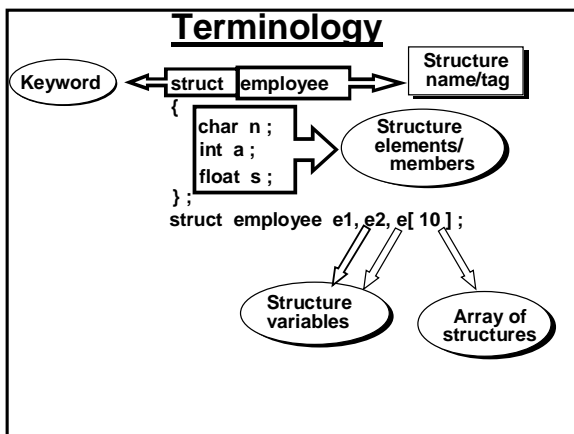 Terminology
Keyword
struct employee
Structure
name/tag
{
char n ;
int a ;
float s ;
Structure
elements/
members
} ;
struct employee e1, e2, e[ 10 ] ;
Structure
variables
Array of
structures